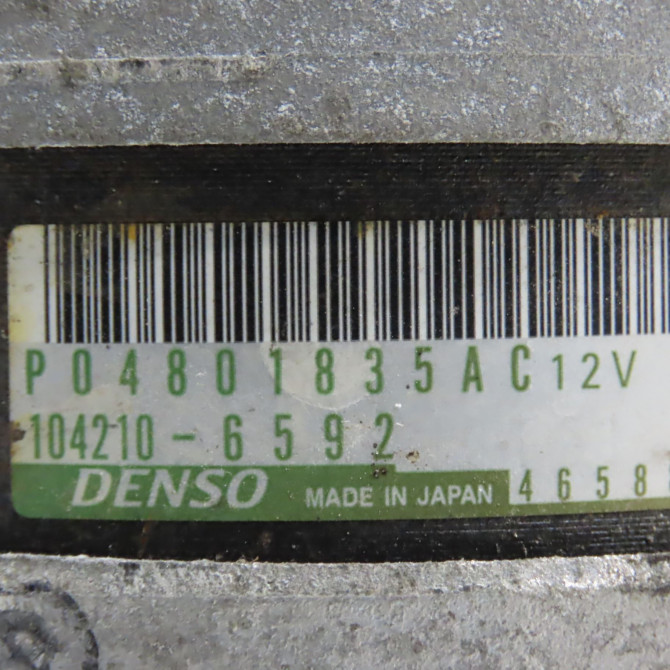 P04801835AC 12V
104210-6592
DENSO MADE IN JAPAN 4658